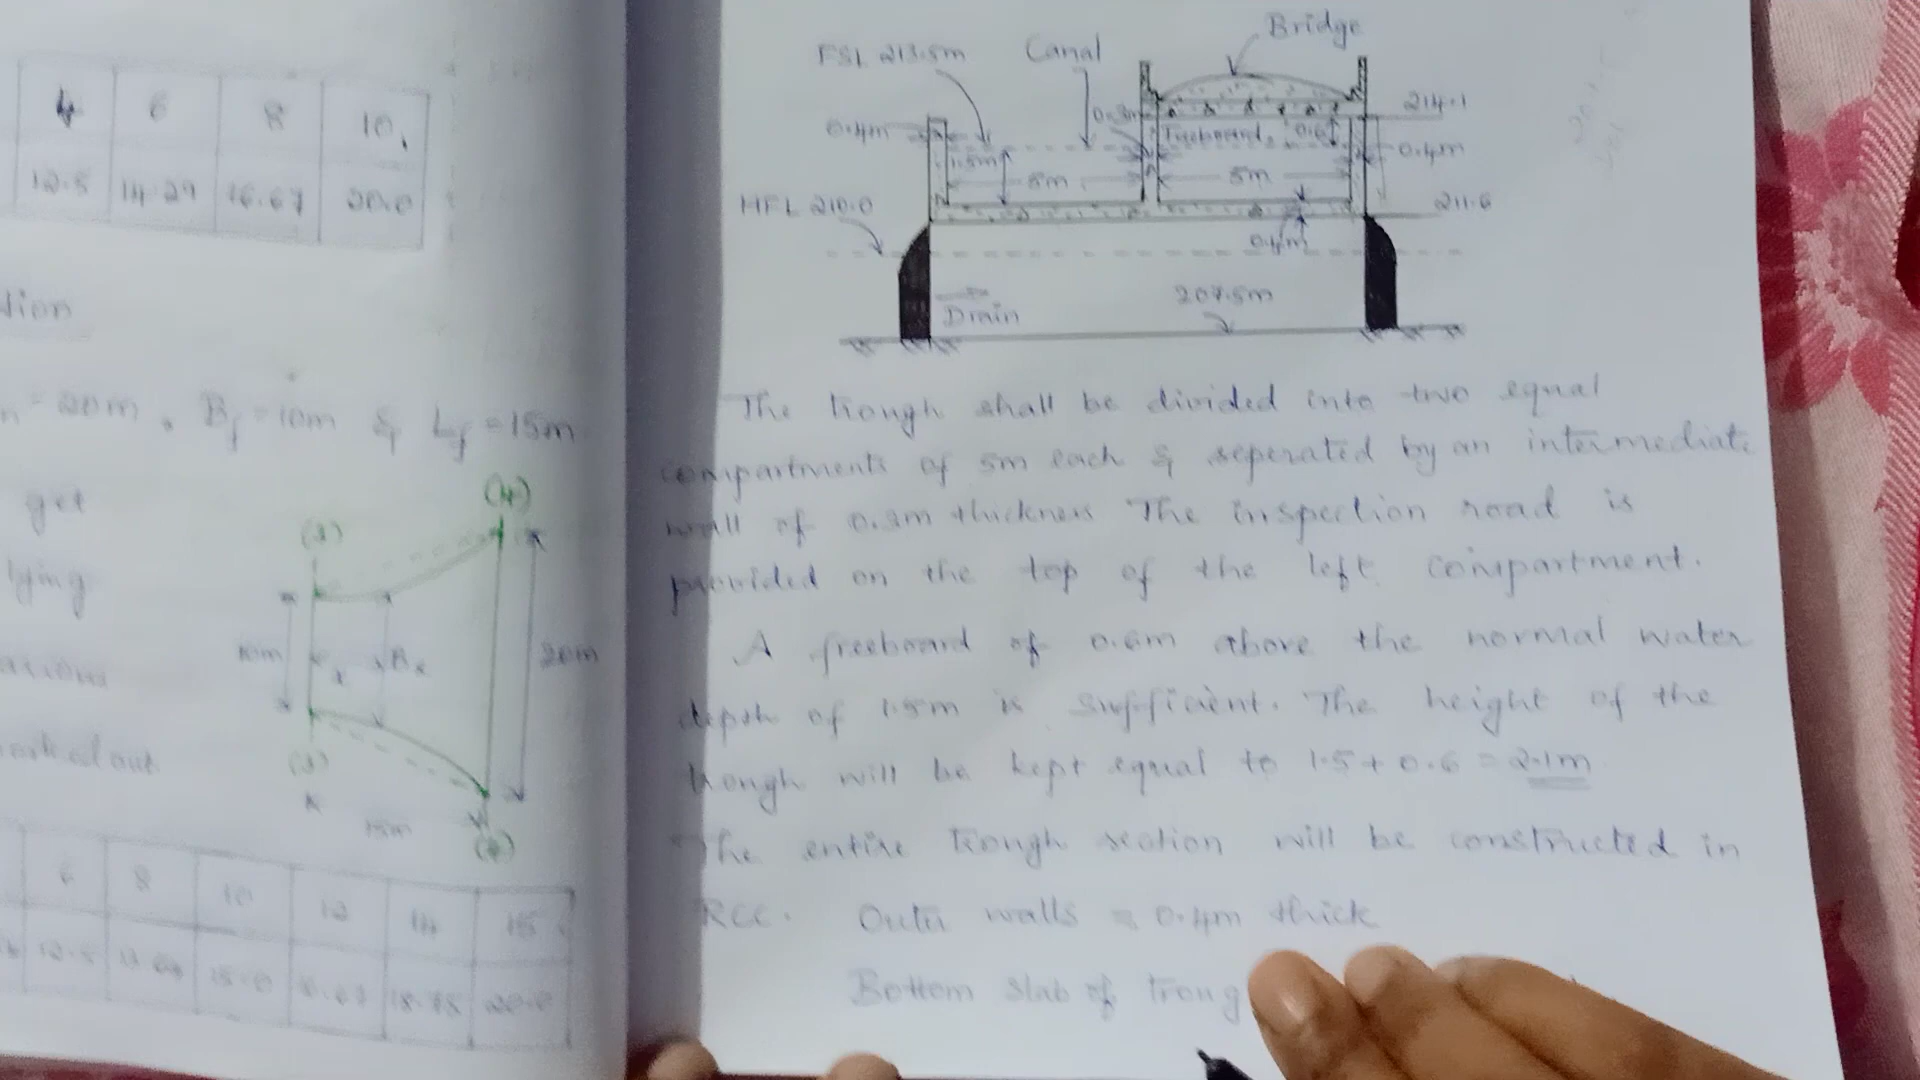 4 6 8 10
12.5 14.29 16.67 20.0
tion
= 20m, Bf = 10m & Lf = 15m
get
lying
10m x Bx 20m
15m
6 8 10 12 14 15
12.5 15.0 18.75 20.0
Bridge
FSL 213.5m Canal
214.1
0.4m 0.3m Freeboard, 0.6
1.5m 0.4m
5m 5m
HFL 210.0 211.6
0.4m
207.5m
Drain
The trough shall be divided into two equal
compartments of 5m each & seperated by an intermediate
wall of 0.3m thickness The inspection road is
provided on the top of the left compartment.
A freeboard of 0.6m above the normal water
depth of 1.5m is sufficient. The height of the
trough will be kept equal to 1.5 + 0.6 = 2.1m
The entire trough section will be constructed in
RCC. Outer walls = 0.4m thick
Bottom slab of troug